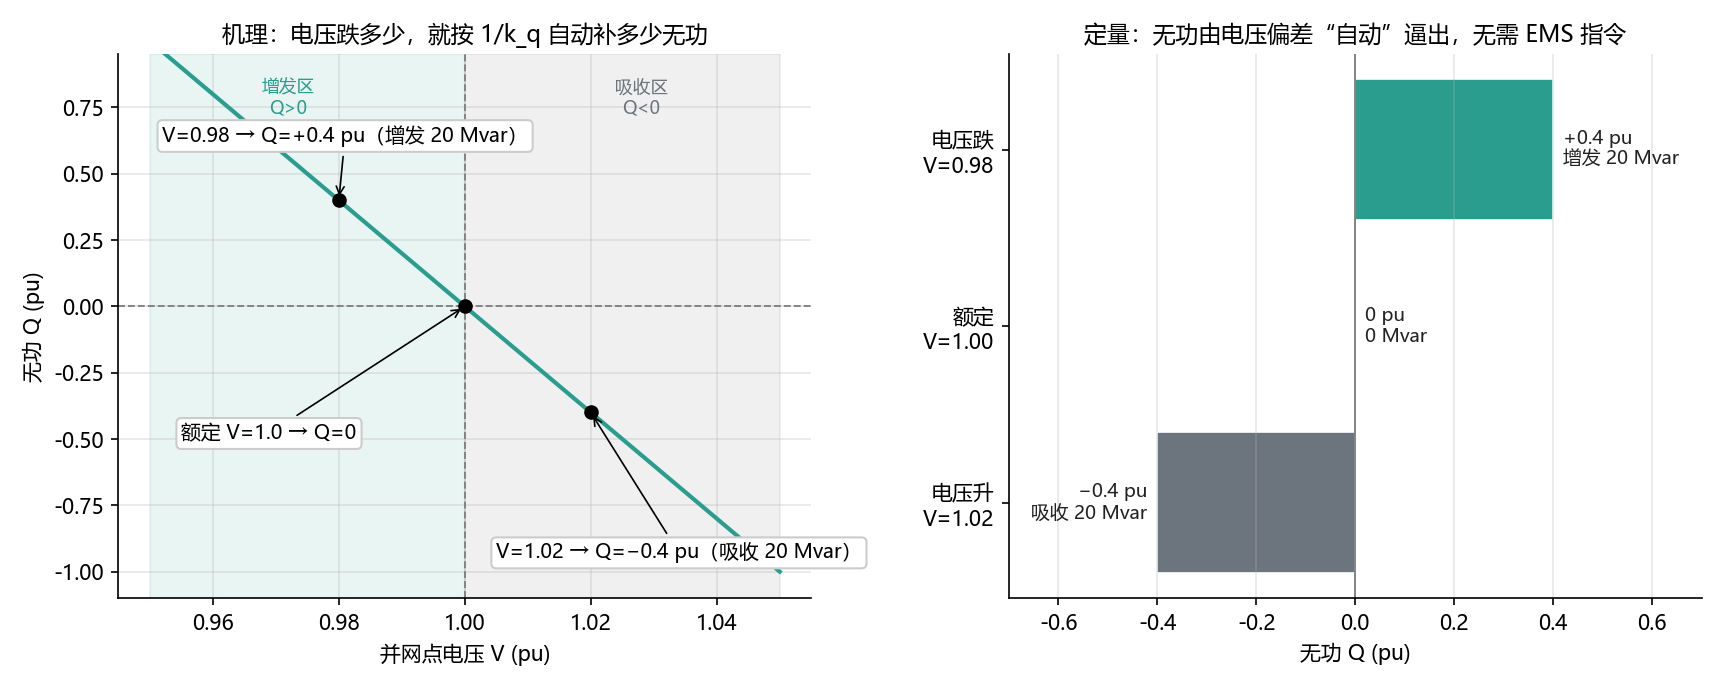 机理：电压跌多少，就按 1/k_q 自动补多少无功
增发区
Q>0
吸收区
Q<0
V=0.98 → Q=+0.4 pu（增发 20 Mvar）
额定 V=1.0 → Q=0
V=1.02 → Q=−0.4 pu（吸收 20 Mvar）
无功 Q (pu)
0.75
0.50
0.25
0.00
-0.25
-0.50
-0.75
-1.00
0.96
0.98
1.00
1.02
1.04
并网点电压 V (pu)
定量：无功由电压偏差“自动”逼出，无需 EMS 指令
电压跌
V=0.98
+0.4 pu
增发 20 Mvar
额定
V=1.00
0 pu
0 Mvar
电压升
V=1.02
−0.4 pu
吸收 20 Mvar
-0.6
-0.4
-0.2
0.0
0.2
0.4
0.6
无功 Q (pu)